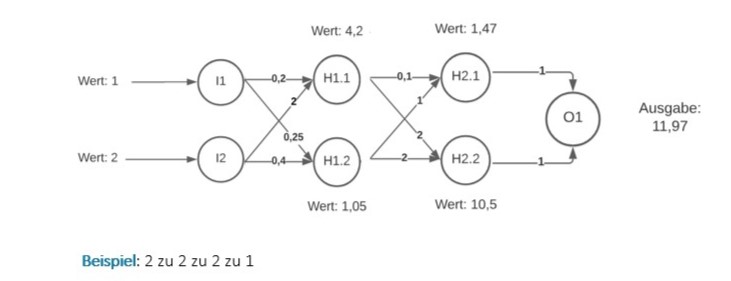 Wert: 4,2
Wert: 1,47
Wert: 1
I1
0,2
H1.1
0,1
H2.1
1
2
1
O1
Ausgabe:
11,97
0,25
2
Wert: 2
I2
0,4
H1.2
2
H2.2
1
Wert: 1,05
Wert: 10,5
Beispiel: 2 zu 2 zu 2 zu 1